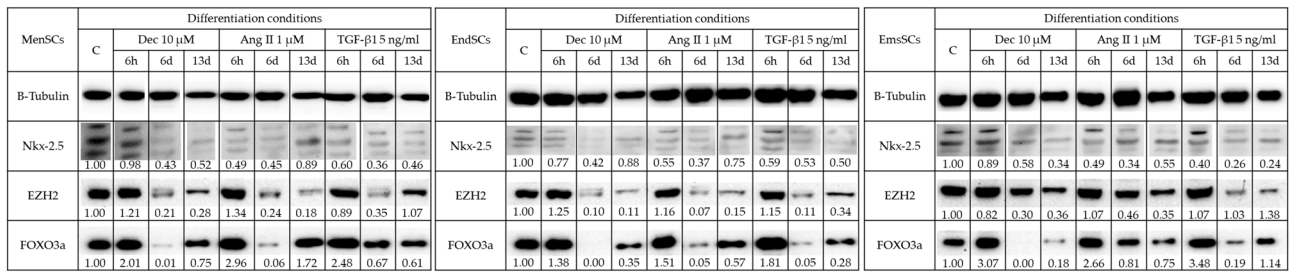 MenSCs
Differentiation conditions
C
Dec 10 μM
Ang II 1 μM
TGF-β1 5 ng/ml
6h 6d 13d 6h 6d 13d 6h 6d 13d
B-Tubulin
Nkx-2.5
1.00 0.98 0.43 0.52 0.49 0.45 0.89 0.60 0.36 0.46
EZH2
1.00 1.21 0.21 0.28 1.34 0.24 0.18 0.89 0.35 1.07
FOXO3a
1.00 2.01 0.01 0.75 2.96 0.06 1.72 2.48 0.67 0.61
EndSCs
Differentiation conditions
C
Dec 10 μM
Ang II 1 μM
TGF-β1 5 ng/ml
6h 6d 13d 6h 6d 13d 6h 6d 13d
B-Tubulin
Nkx-2.5
1.00 0.77 0.42 0.88 0.55 0.37 0.75 0.59 0.53 0.50
EZH2
1.00 1.25 0.10 0.11 1.16 0.07 0.15 1.15 0.11 0.34
FOXO3a
1.00 1.38 0.00 0.35 1.51 0.05 0.57 1.81 0.05 0.28
EmsSCs
Differentiation conditions
C
Dec 10 μM
Ang II 1 μM
TGF-β1 5 ng/ml
6h 6d 13d 6h 6d 13d 6h 6d 13d
B-Tubulin
Nkx-2.5
1.00 0.89 0.58 0.34 0.49 0.34 0.55 0.40 0.26 0.24
EZH2
1.00 0.82 0.30 0.36 1.07 0.46 0.35 1.07 1.03 1.38
FOXO3a
1.00 3.07 0.00 0.18 2.66 0.81 0.75 3.48 0.19 1.14